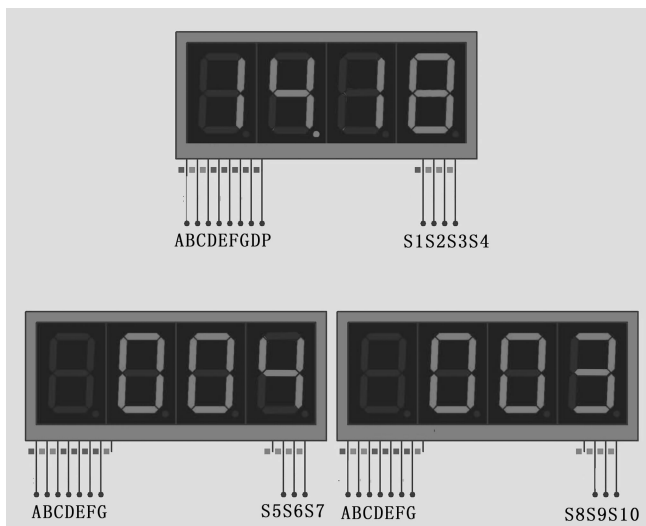 14.18
ABCDEFGDP S1S2S3S4
004 003
ABCDEFG S5S6S7 ABCDEFG S8S9S10